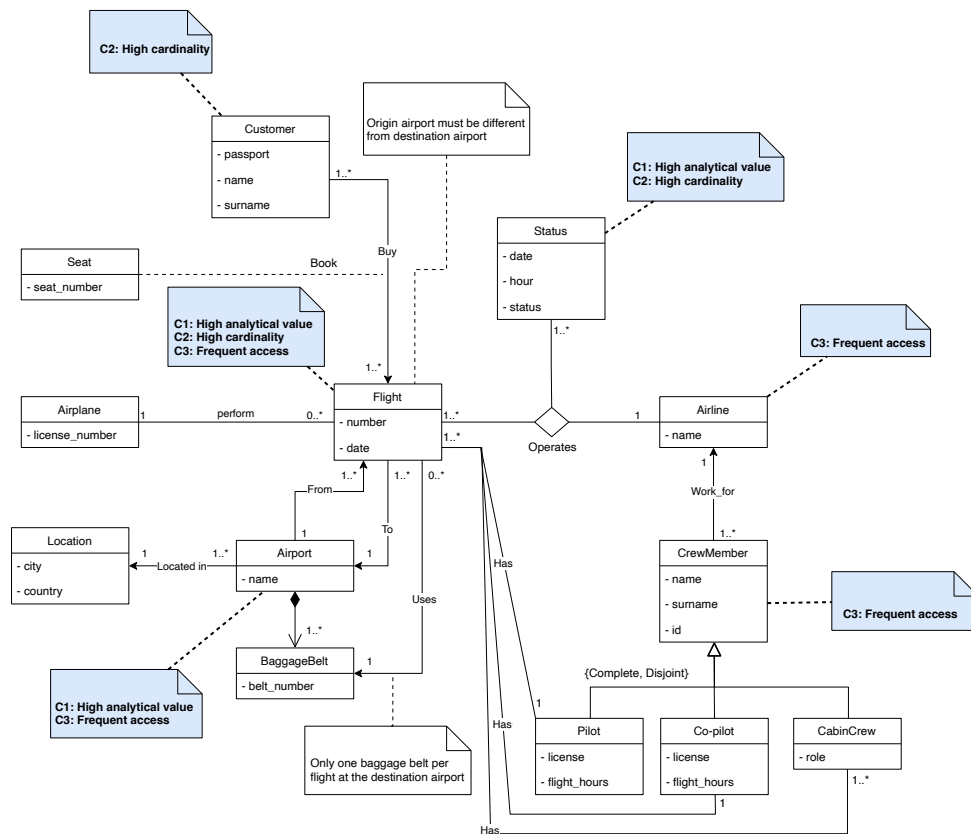 C2: High cardinality
Origin airport must be different
from destination airport
Customer
- passport
- name
- surname
1..*
C1: High analytical value
C2: High cardinality
Status
- date
- hour
- status
1..*
Buy
Seat
- seat_number
Book
C1: High analytical value
C2: High cardinality
C3: Frequent access
C3: Frequent access
1..*
Airplane
- license_number
1
perform
0..*
Flight
- number
- date
1..*
1..*
Operates
1
Airline
- name
1
Work_for
1..*
1..*
1..*
0..*
From
To
1
1
Location
- city
- country
1
Located in
1..*
Airport
- name
Has
CrewMember
- name
- surname
- id
C3: Frequent access
Uses
1..*
1
BaggageBelt
- belt_number
C1: High analytical value
C3: Frequent access
{Complete, Disjoint}
1
Has
Pilot
- license
- flight_hours
Co-pilot
- license
- flight_hours
CabinCrew
- role
Only one baggage belt per
flight at the destination airport
1
1..*
Has